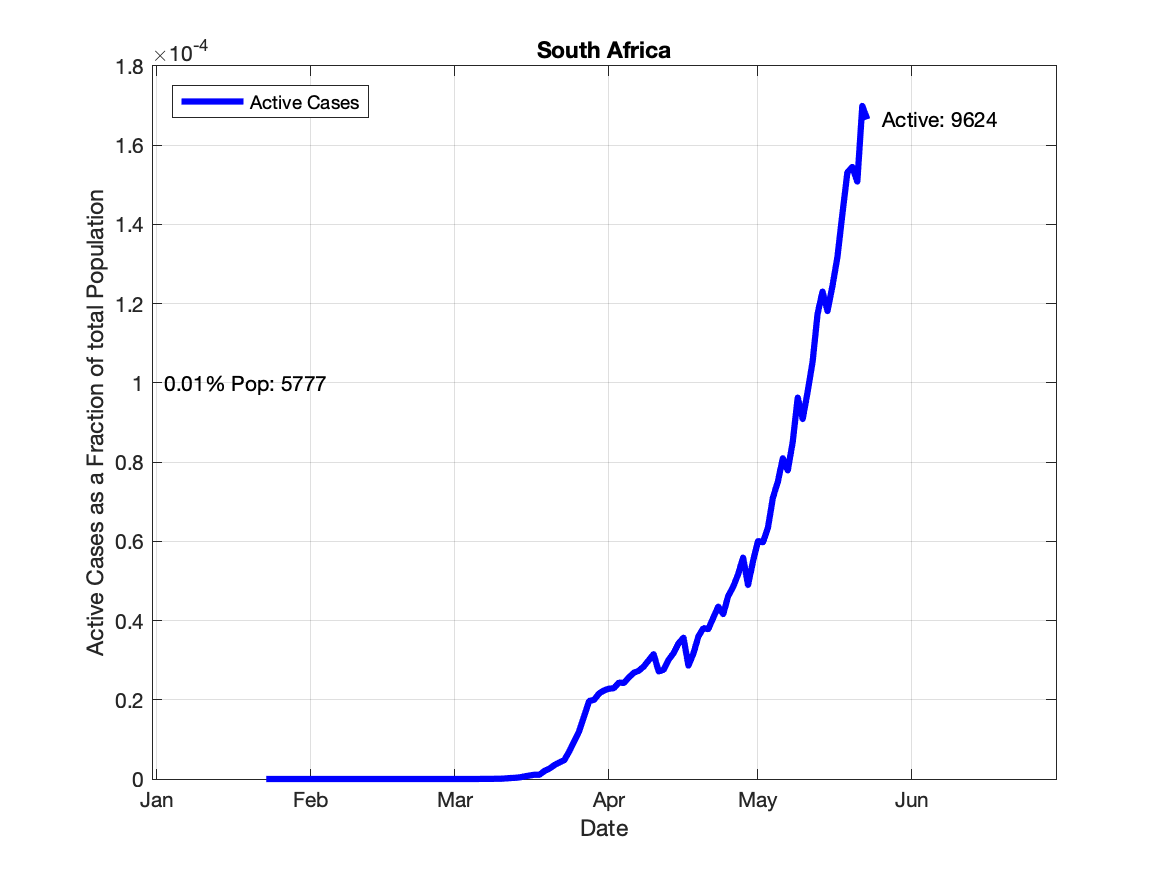 South Africa
×10-4
1.8
1.6
1.4
1.2
1
0.8
0.6
0.4
0.2
0
Active Cases as a Fraction of total Population
Active Cases
Active: 9624
0.01% Pop: 5777
Jan Feb Mar Apr May Jun
Date